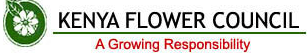 KENYA FLOWER COUNCIL
A Growing Responsibility